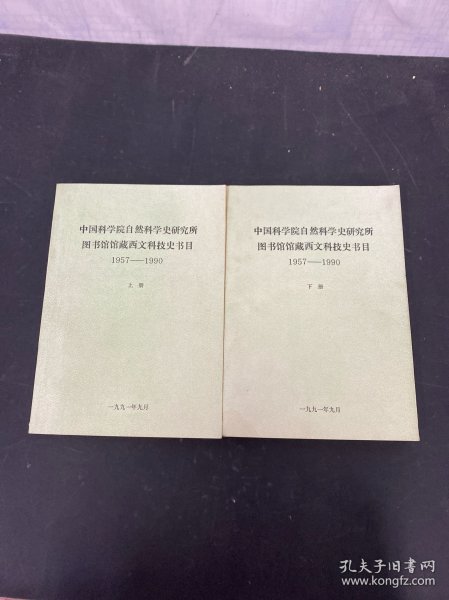 中国科学院自然科学史研究所
图书馆馆藏西文科技史书目
1957——1990
上 册
一九九一年九月
中国科学院自然科学史研究所
图书馆馆藏西文科技史书目
1957——1990
下 册
一九九一年九月
孔夫子旧书网
www.kongfz.com